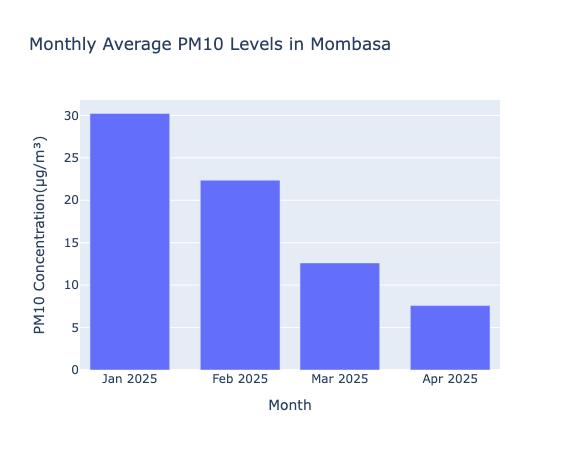 Monthly Average PM10 Levels in Mombasa
PM10 Concentration(μg/m³)
30
25
20
15
10
5
0
Jan 2025 Feb 2025 Mar 2025 Apr 2025
Month